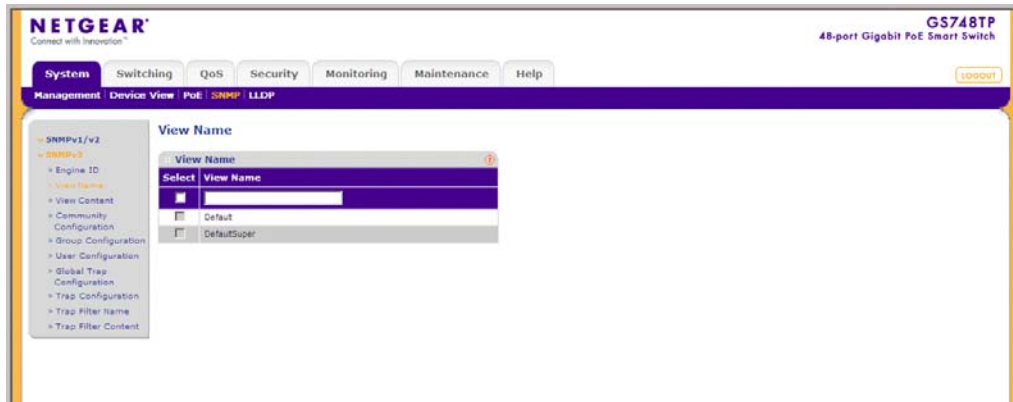 NETGEAR®
Connect with Innovation™
GS748TP
48-port Gigabit PoE Smart Switch
System Switching QoS Security Monitoring Maintenance Help
LOGOUT
Management Device View PoE SNMP LLDP
SNMPv1/v2
SNMPv3
Engine ID
View Name
View Content
Community
Configuration
Group Configuration
User Configuration
Global Trap
Configuration
Trap Configuration
Trap Filter Name
Trap Filter Content
View Name
View Name
Select View Name
Default
DefaultSuper